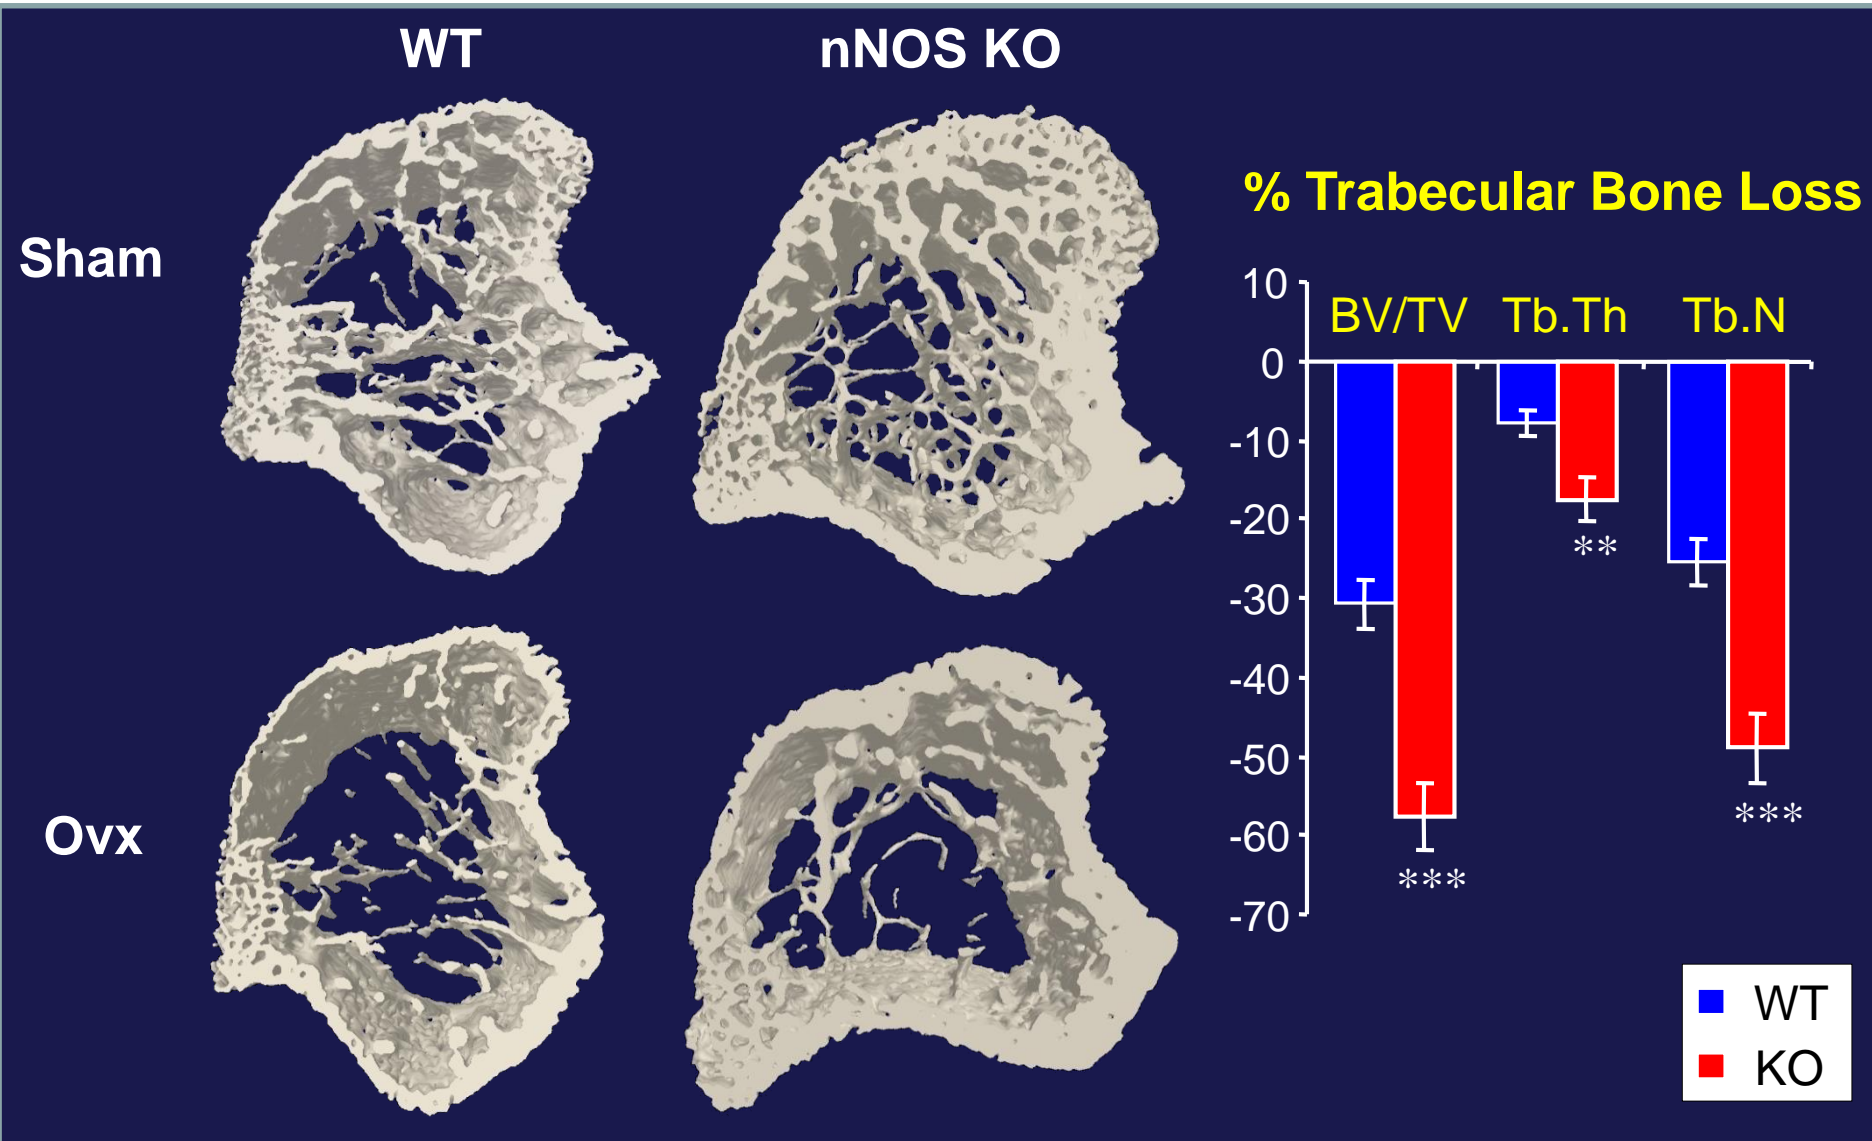 WT
nNOS KO
Sham
Ovx
% Trabecular Bone Loss
BV/TV
Tb.Th
Tb.N
10
0
-10
-20
-30
-40
-50
-60
-70
***
**
***
WT
KO